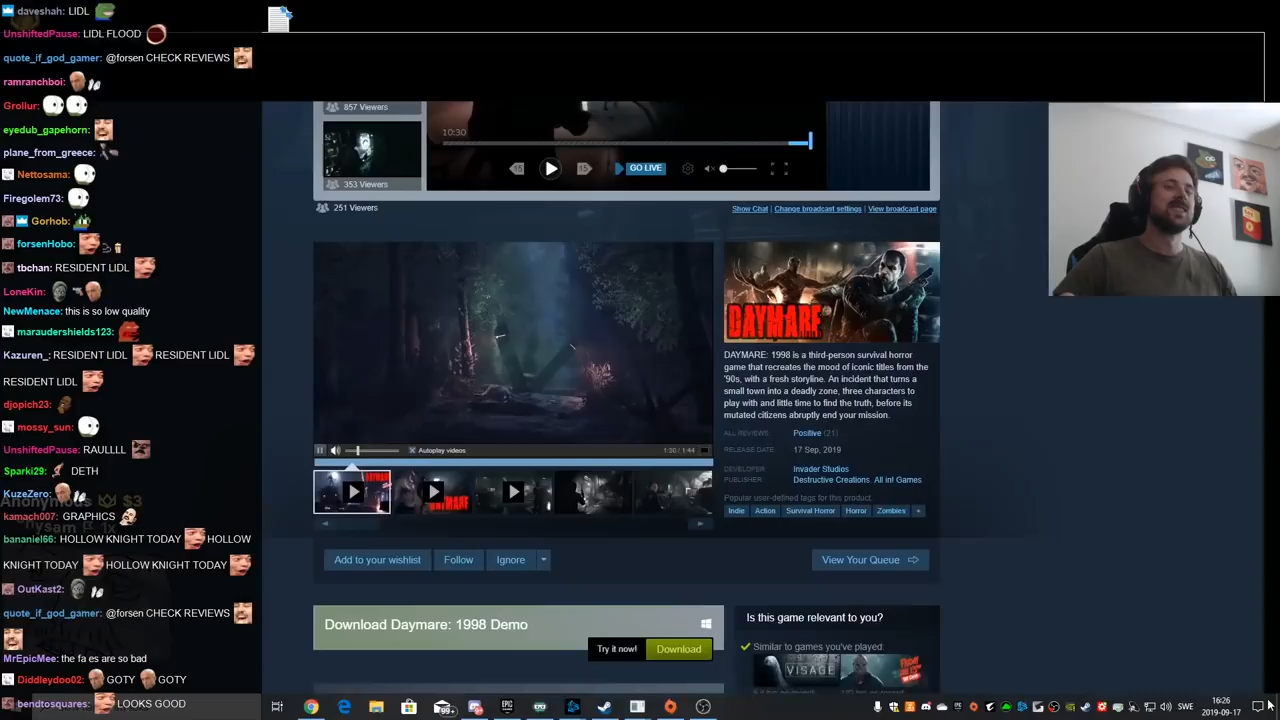 daveshah: LIDL
UnshiftedPause: LIDL FLOOD
quote_if_god_gamer: @forsen CHECK REVIEWS
ramranchboi:
Grollur:
eyedub_gapehorn:
plane_from_greece:
Nettosama:
Firegolem73:
Gorhob:
forsenHobo:
tbchan: RESIDENT LIDL
LoneKin:
NewMenace: this is so low quality
maraudershields123:
Kazuren_: RESIDENT LIDL RESIDENT LIDL
RESIDENT LIDL
djopich23:
mossy_sun:
UnshiftedPause: RAULLLL
Sparki29: DETH
KuzeZero:
kamach007: GRAPHICS
bananiel66: HOLLOW KNIGHT TODAY HOLLOW
KNIGHT TODAY HOLLOW KNIGHT TODAY
OutKast2:
quote_if_god_gamer: @forsen CHECK REVIEWS
MrEpicMee: the fa es are so bad
Diddleydoo02: GOTY GOTY
bendtsoares: LOOKS GOOD
857 Viewers
353 Viewers
10:30
15
15
GO LIVE
251 Viewers
Show Chat | Change broadcast settings | View broadcast page
DAYMARE
DAYMARE: 1998 is a third-person survival horror
game that recreates the mood of iconic titles from the
'90s, with a fresh storyline. An incident that turns a
small town into a deadly zone, three characters to
play with and little time to find the truth, before its
mutated citizens abruptly end your mission.
ALL REVIEWS: Positive (21)
RELEASE DATE: 17 Sep, 2019
DEVELOPER: Invader Studios
PUBLISHER: Destructive Creations, All in! Games
Popular user-defined tags for this product:
Indie Action Survival Horror Horror Zombies +
Autoplay videos
1:30 / 1:44
DAYMARE
DAYMARE
Add to your wishlist Follow Ignore
View Your Queue
Download Daymare: 1998 Demo
Try it now! Download
Is this game relevant to you?
Similar to games you've played:
VISAGE
99+
EPIC
SWE
16:26
2019-09-17